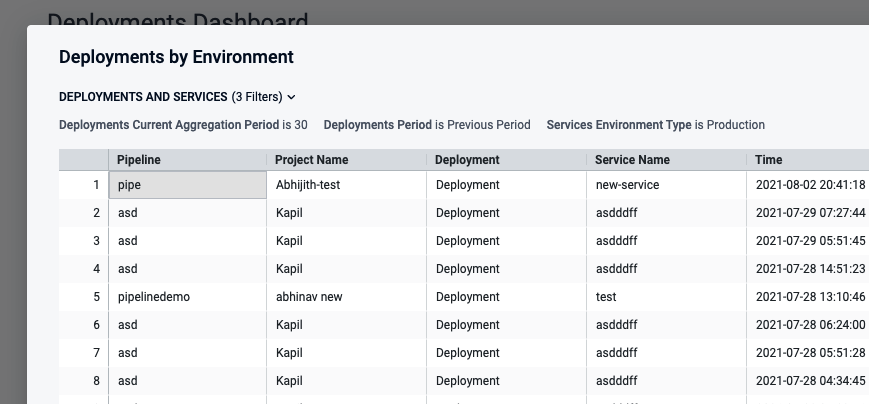 Deployments Dashboard
Deployments by Environment
DEPLOYMENTS AND SERVICES (3 Filters)
Deployments Current Aggregation Period is 30 Deployments Period is Previous Period Services Environment Type is Production
Pipeline Project Name Deployment Service Name Time
1 pipe Abhijith-test Deployment new-service 2021-08-02 20:41:18
2 asd Kapil Deployment asdddff 2021-07-29 07:27:44
3 asd Kapil Deployment asdddff 2021-07-29 05:51:45
4 asd Kapil Deployment asdddff 2021-07-28 14:51:23
5 pipelinedemo abhinav new Deployment test 2021-07-28 13:10:46
6 asd Kapil Deployment asdddff 2021-07-28 06:24:00
7 asd Kapil Deployment asdddff 2021-07-28 05:51:28
8 asd Kapil Deployment asdddff 2021-07-28 04:34:45